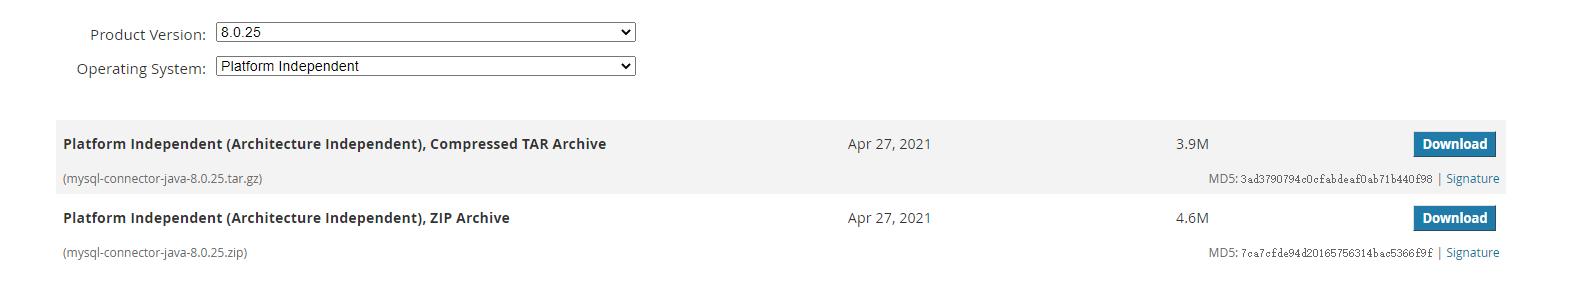 Product Version: 8.0.25
Operating System: Platform Independent
Platform Independent (Architecture Independent), Compressed TAR Archive Apr 27, 2021 3.9M Download
(mysql-connector-java-8.0.25.tar.gz) MD5: 3ad3790794c0cfabdeaf0ab71b440f98 | Signature
Platform Independent (Architecture Independent), ZIP Archive Apr 27, 2021 4.6M Download
(mysql-connector-java-8.0.25.zip) MD5: 7ca7cfde94d20165756314bac5366f9f | Signature